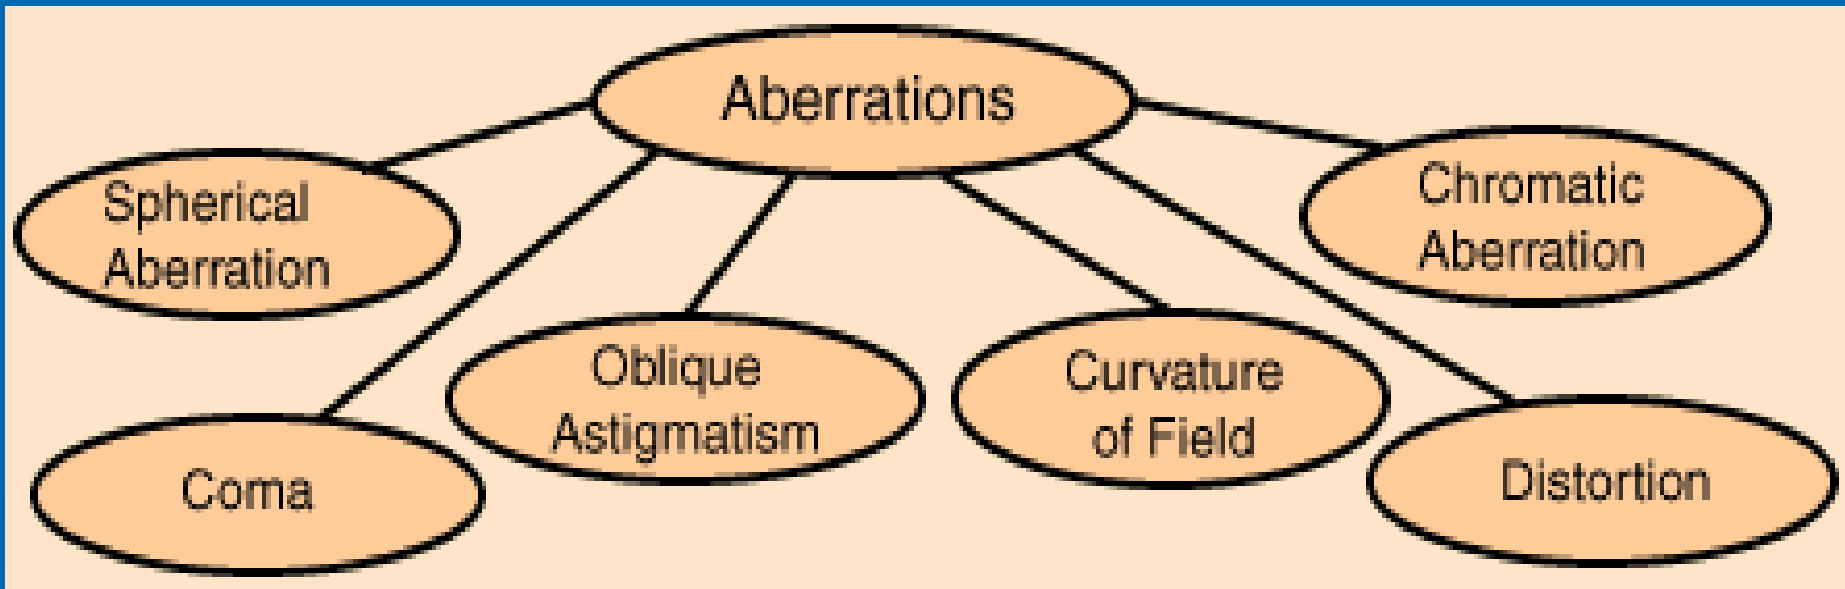 Aberrations
Spherical
Aberration
Chromatic
Aberration
Coma
Oblique
Astigmatism
Curvature
of Field
Distortion